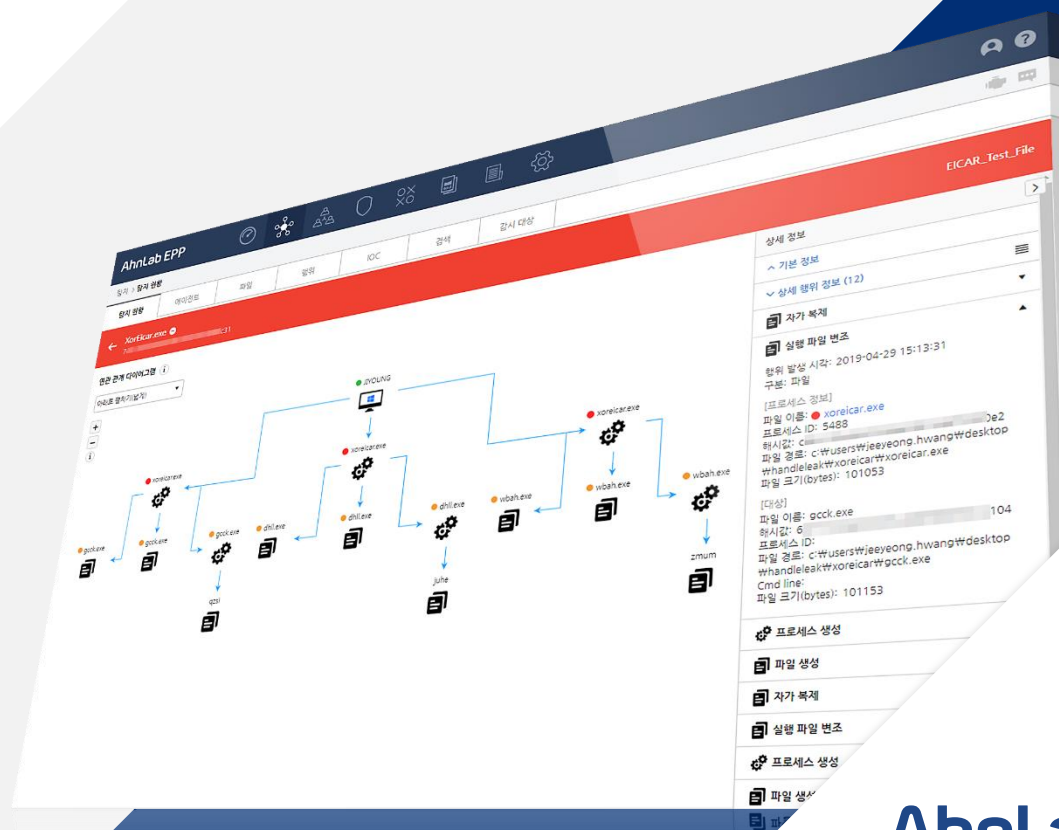 AhnLab EPP
탐지 > 탐지 현황
탐지 현황
에이전트
파일
행위
IOC
검색
감시 대상
EICAR_Test_File
XorEicar.exe
c31
연관 관계 다이어그램
JIYOUNG
xoreicar.exe
xoreicar.exe
xoreicar.exe
gcck.exe
gcck.exe
gcck.exe
dhll.exe
dhll.exe
dhll.exe
wbah.exe
wbah.exe
wbah.exe
qzsi
juhe
zmum
상세 정보
기본 정보
상세 행위 정보 (12)
자가 복제
실행 파일 변조
행위 발생 시각: 2019-04-29 15:13:31
구분: 파일
[프로세스 정보]
파일 이름: xoreicar.exe
프로세스 ID: 5488
해시값: c 0e2
파일 경로: c:₩users₩jeeyeong.hwang₩desktop
₩handleleak₩xoreicar₩xoreicar.exe
파일 크기(bytes): 101053
[대상]
파일 이름: gcck.exe
해시값: 6 104
프로세스 ID:
파일 경로: c:₩users₩jeeyeong.hwang₩desktop
₩handleleak₩xoreicar₩gcck.exe
Cmd line:
파일 크기(bytes): 101153
프로세스 생성
파일 생성
자가 복제
실행 파일 변조
프로세스 생성
파일 생성